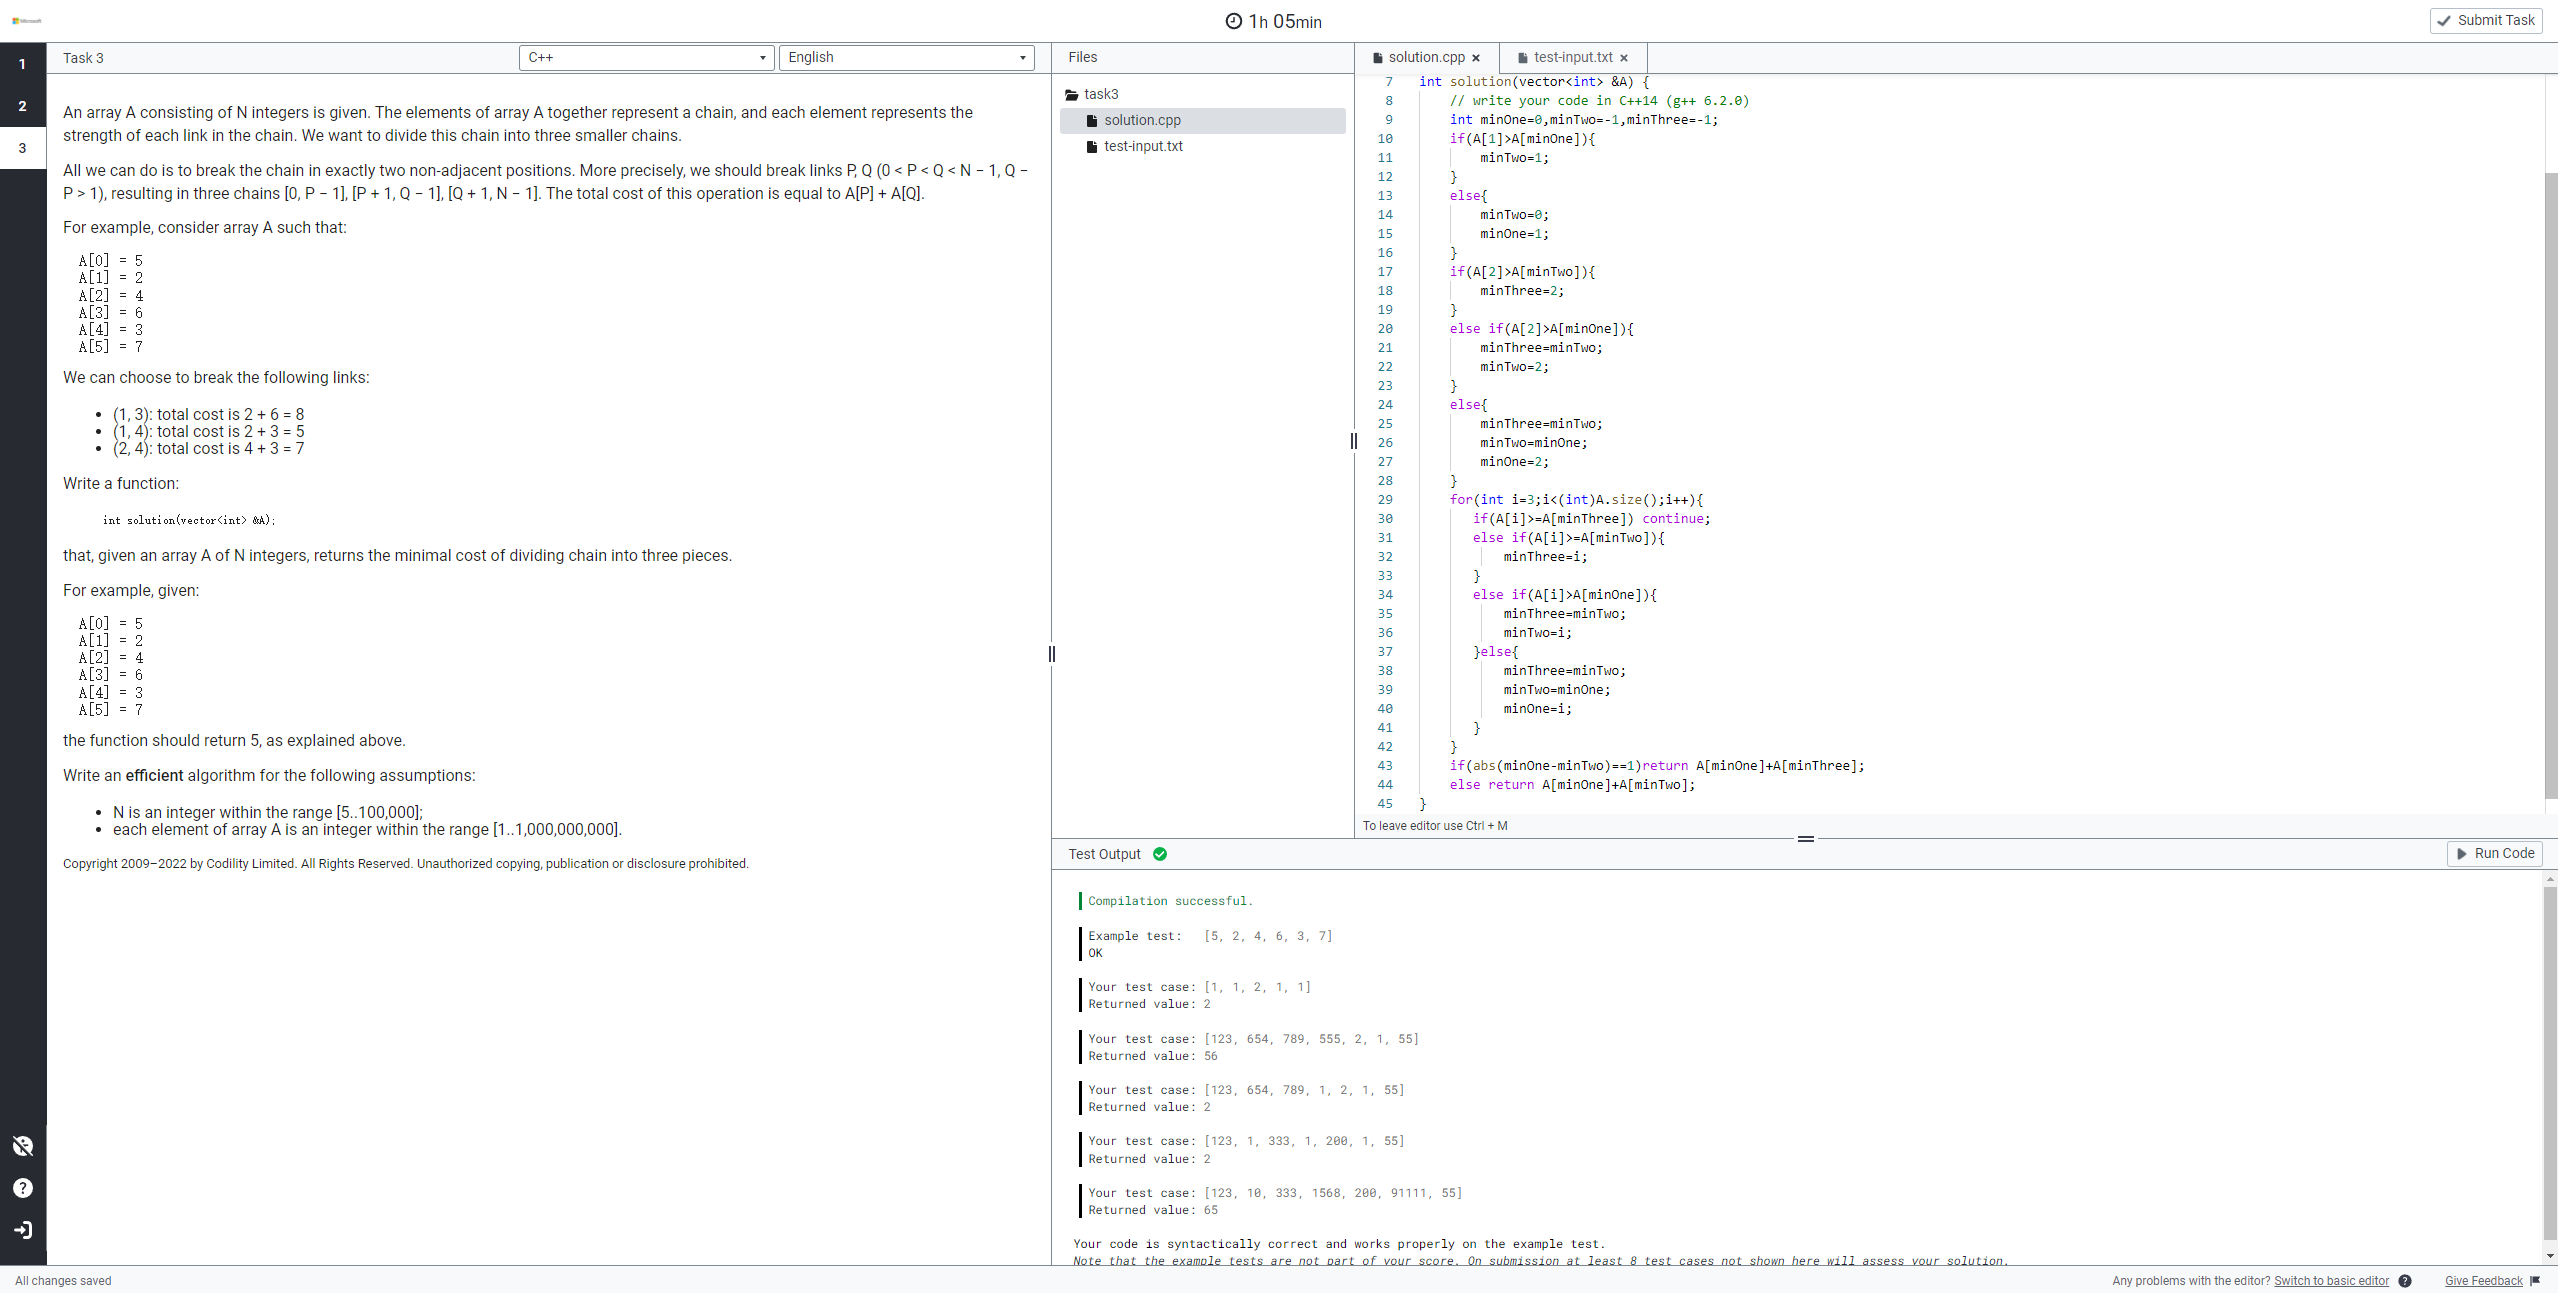 Microsoft
1h 05min
Submit Task
1
2
3
Task 3
C++
English
An array A consisting of N integers is given. The elements of array A together represent a chain, and each element represents the
strength of each link in the chain. We want to divide this chain into three smaller chains.
All we can do is to break the chain in exactly two non-adjacent positions. More precisely, we should break links P, Q (0 < P < Q < N − 1, Q −
P > 1), resulting in three chains [0, P − 1], [P + 1, Q − 1], [Q + 1, N − 1]. The total cost of this operation is equal to A[P] + A[Q].
For example, consider array A such that:
A[0] = 5
A[1] = 2
A[2] = 4
A[3] = 6
A[4] = 3
A[5] = 7
We can choose to break the following links:
• (1, 3): total cost is 2 + 6 = 8
• (1, 4): total cost is 2 + 3 = 5
• (2, 4): total cost is 4 + 3 = 7
Write a function:
int solution(vector<int> &A);
that, given an array A of N integers, returns the minimal cost of dividing chain into three pieces.
For example, given:
A[0] = 5
A[1] = 2
A[2] = 4
A[3] = 6
A[4] = 3
A[5] = 7
the function should return 5, as explained above.
Write an efficient algorithm for the following assumptions:
• N is an integer within the range [5..100,000];
• each element of array A is an integer within the range [1..1,000,000,000].
Copyright 2009–2022 by Codility Limited. All Rights Reserved. Unauthorized copying, publication or disclosure prohibited.
Files
task3
solution.cpp
test-input.txt
solution.cpp ×
test-input.txt ×
7 int solution(vector<int> &A) {
8 // write your code in C++14 (g++ 6.2.0)
9 int minOne=0,minTwo=-1,minThree=-1;
10 if(A[1]>A[minOne]){
11 minTwo=1;
12 }
13 else{
14 minTwo=0;
15 minOne=1;
16 }
17 if(A[2]>A[minTwo]){
18 minThree=2;
19 }
20 else if(A[2]>A[minOne]){
21 minThree=minTwo;
22 minTwo=2;
23 }
24 else{
25 minThree=minTwo;
26 minTwo=minOne;
27 minOne=2;
28 }
29 for(int i=3;i<(int)A.size();i++){
30 if(A[i]>=A[minThree]) continue;
31 else if(A[i]>=A[minTwo]){
32 minThree=i;
33 }
34 else if(A[i]>A[minOne]){
35 minThree=minTwo;
36 minTwo=i;
37 }else{
38 minThree=minTwo;
39 minTwo=minOne;
40 minOne=i;
41 }
42 }
43 if(abs(minOne-minTwo)==1)return A[minOne]+A[minThree];
44 else return A[minOne]+A[minTwo];
45 }
To leave editor use Ctrl + M
Test Output
Run Code
Compilation successful.
Example test: [5, 2, 4, 6, 3, 7]
OK
Your test case: [1, 1, 2, 1, 1]
Returned value: 2
Your test case: [123, 654, 789, 555, 2, 1, 55]
Returned value: 56
Your test case: [123, 654, 789, 1, 2, 1, 55]
Returned value: 2
Your test case: [123, 1, 333, 1, 200, 1, 55]
Returned value: 2
Your test case: [123, 10, 333, 1568, 200, 91111, 55]
Returned value: 65
Your code is syntactically correct and works properly on the example test.
Note that the example tests are not part of your score. On submission at least 8 test cases not shown here will assess your solution.
All changes saved
Any problems with the editor? Switch to basic editor ?
Give Feedback